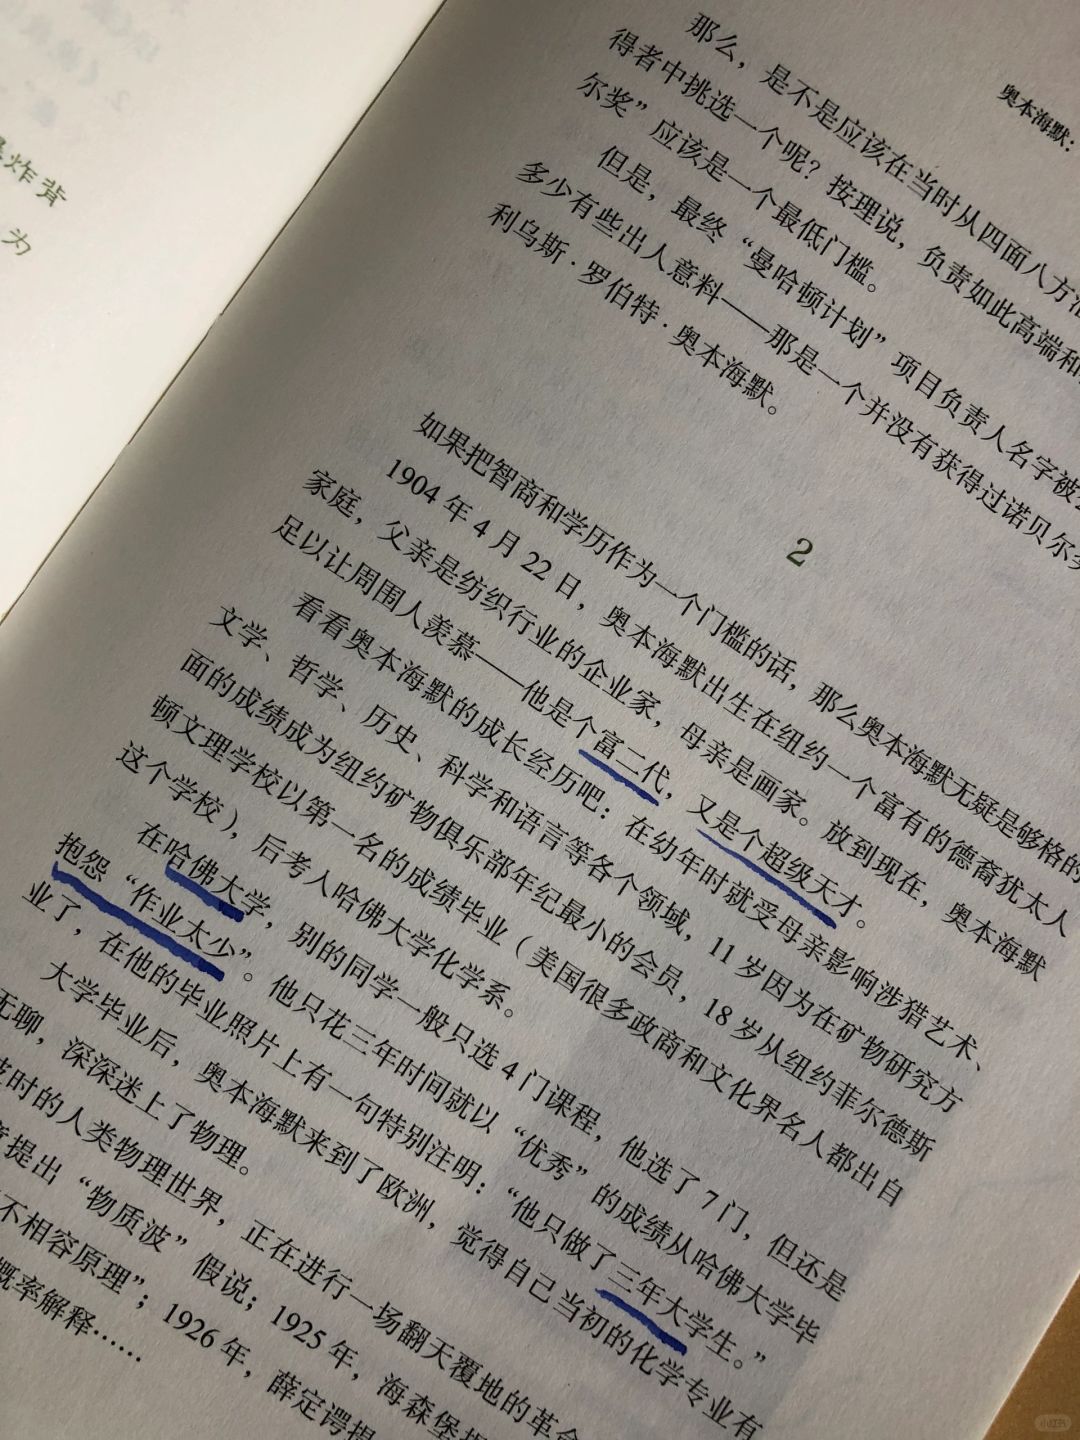 爆炸背
为
奥本海默：
那么，是不是应该在当时从四面八方
得者中挑选一个呢？按理说，负责如此高端和
尔奖”应该是一个最低门槛。
但是，最终“曼哈顿计划”项目负责人名字被
多少有些出人意料——那是一个并没有获得过诺贝尔奖
利乌斯·罗伯特·奥本海默。
2
如果把智商和学历作为一个门槛的话，那么奥本海默无疑是够格的
1904年4月22日，奥本海默出生在纽约一个富有的德裔犹太人
家庭，父亲是纺织行业的企业家，母亲是画家。放到现在，奥本海默
足以让周围人羡慕——他是个富二代，又是个超级天才。
看看奥本海默的成长经历吧：在幼年时就受母亲影响涉猎艺术、
文学、哲学、历史、科学和语言等各个领域，11岁因为在矿物研究方
面的成绩成为纽约矿物俱乐部年纪最小的会员，18岁从纽约菲尔德斯
顿文理学校以第一名的成绩毕业（美国很多政商和文化界名人都出自
这个学校），后考入哈佛大学化学系。
在哈佛大学，别的同学一般只选4门课程，他选了7门，但还是
抱怨“作业太少”。他只花三年时间就以“优秀”的成绩从哈佛大学毕
业了，在他的毕业照片上有一句特别注明：“他只做了三年大学生。”
大学毕业后，奥本海默来到了欧洲，觉得自己当初的化学专业有
无聊，深深迷上了物理。
彼时的人类物理世界，正在进行一场翻天覆地的革命
提出“物质波”假说；1925年，海森堡提
不相容原理”；1926年，薛定谔提
概率解释……
小红书